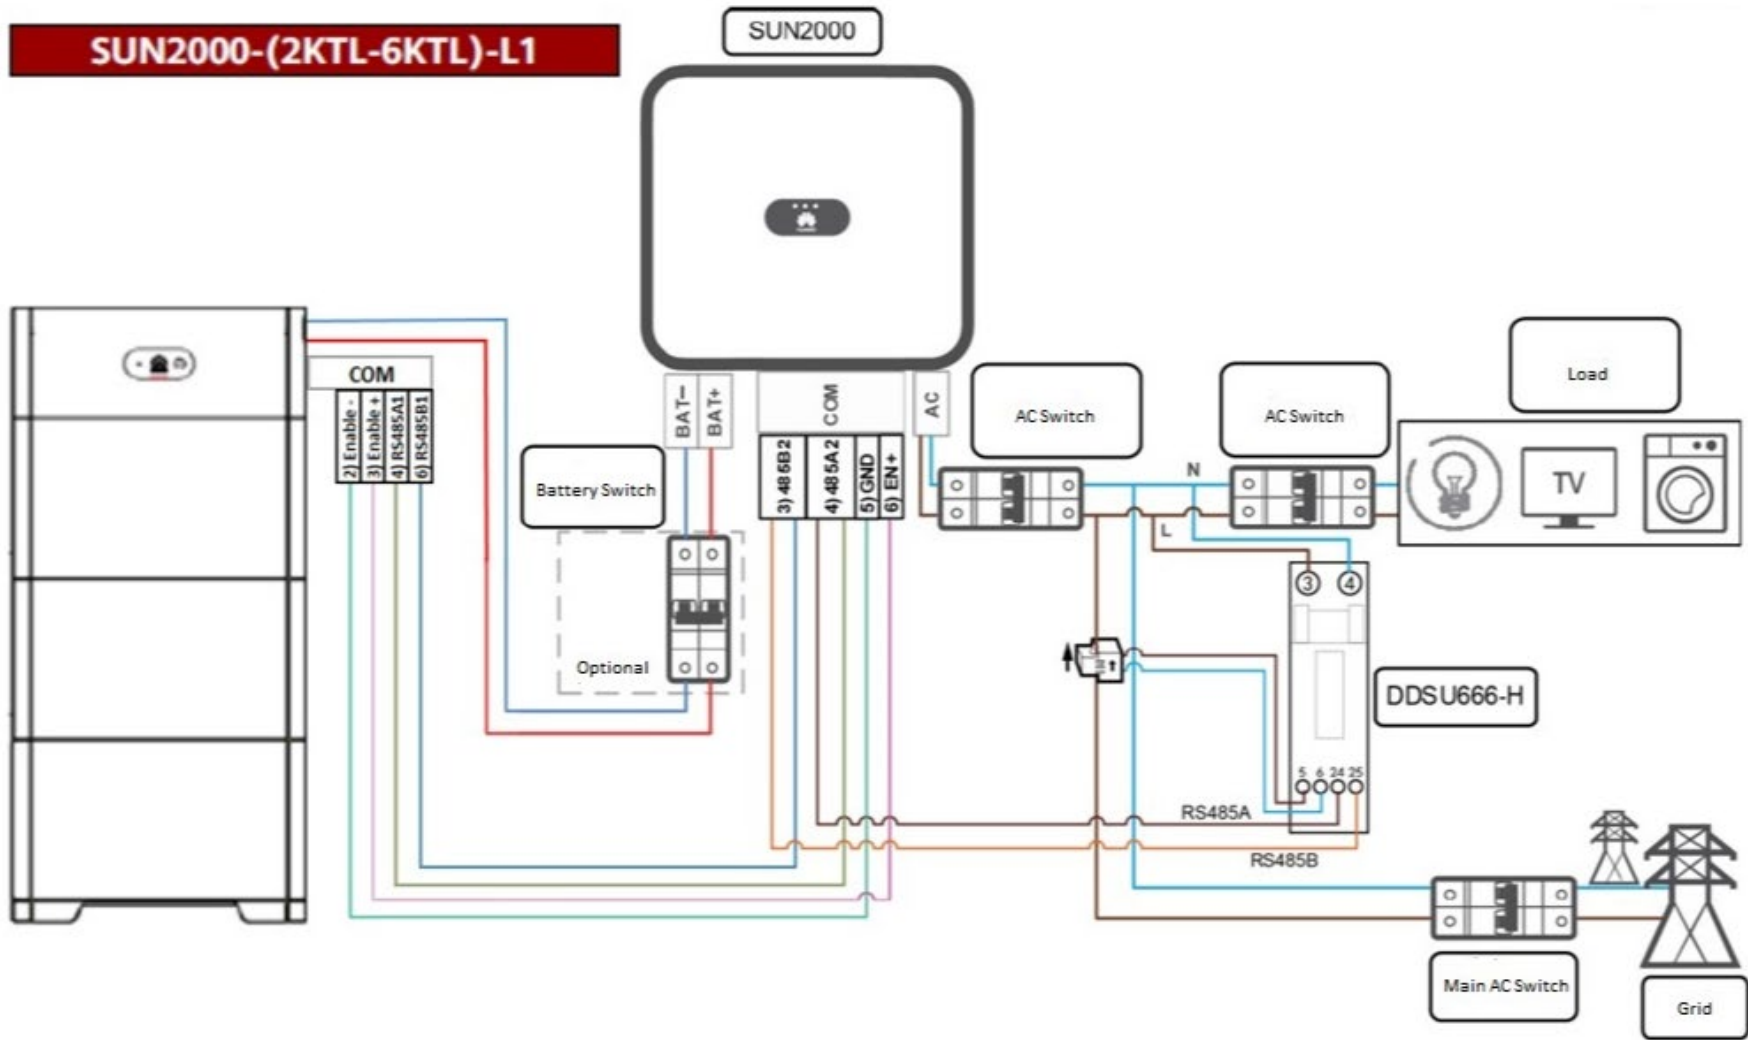 SUN2000-(2KTL-6KTL)-L1
SUN2000
COM
2) Enable -
3) Enable +
4) RS485A1
6) RS485B1
BAT−
BAT+
COM
AC
3) 485B2
4) 485A2
5) GND
6) EN+
Battery Switch
Optional
AC Switch
AC Switch
Load
TV
N
L
3
4
DDSU666-H
5 6 24 25
RS485A
RS485B
Main AC Switch
Grid